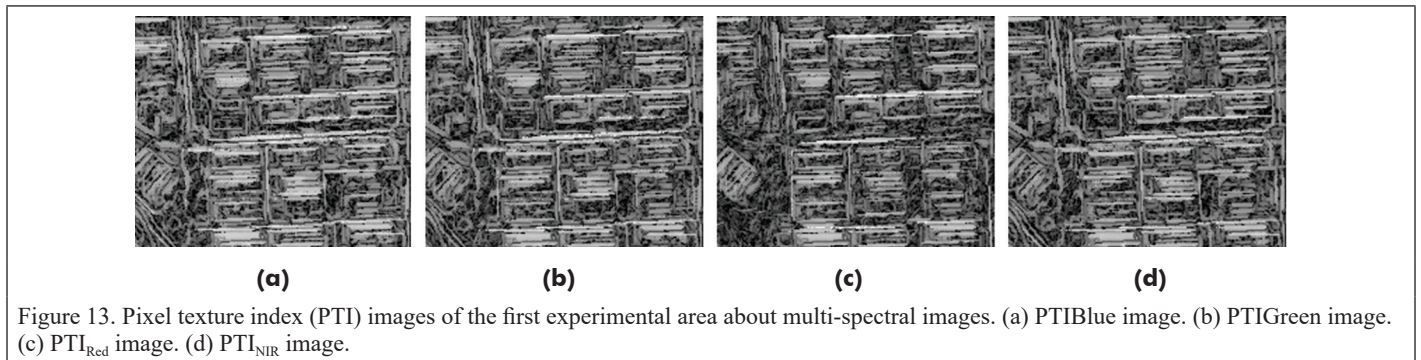 (a) (b) (c) (d)
Figure 13. Pixel texture index (PTI) images of the first experimental area about multi-spectral images. (a) PTIBlue image. (b) PTIGreen image.
(c) PTIRed image. (d) PTINIR image.